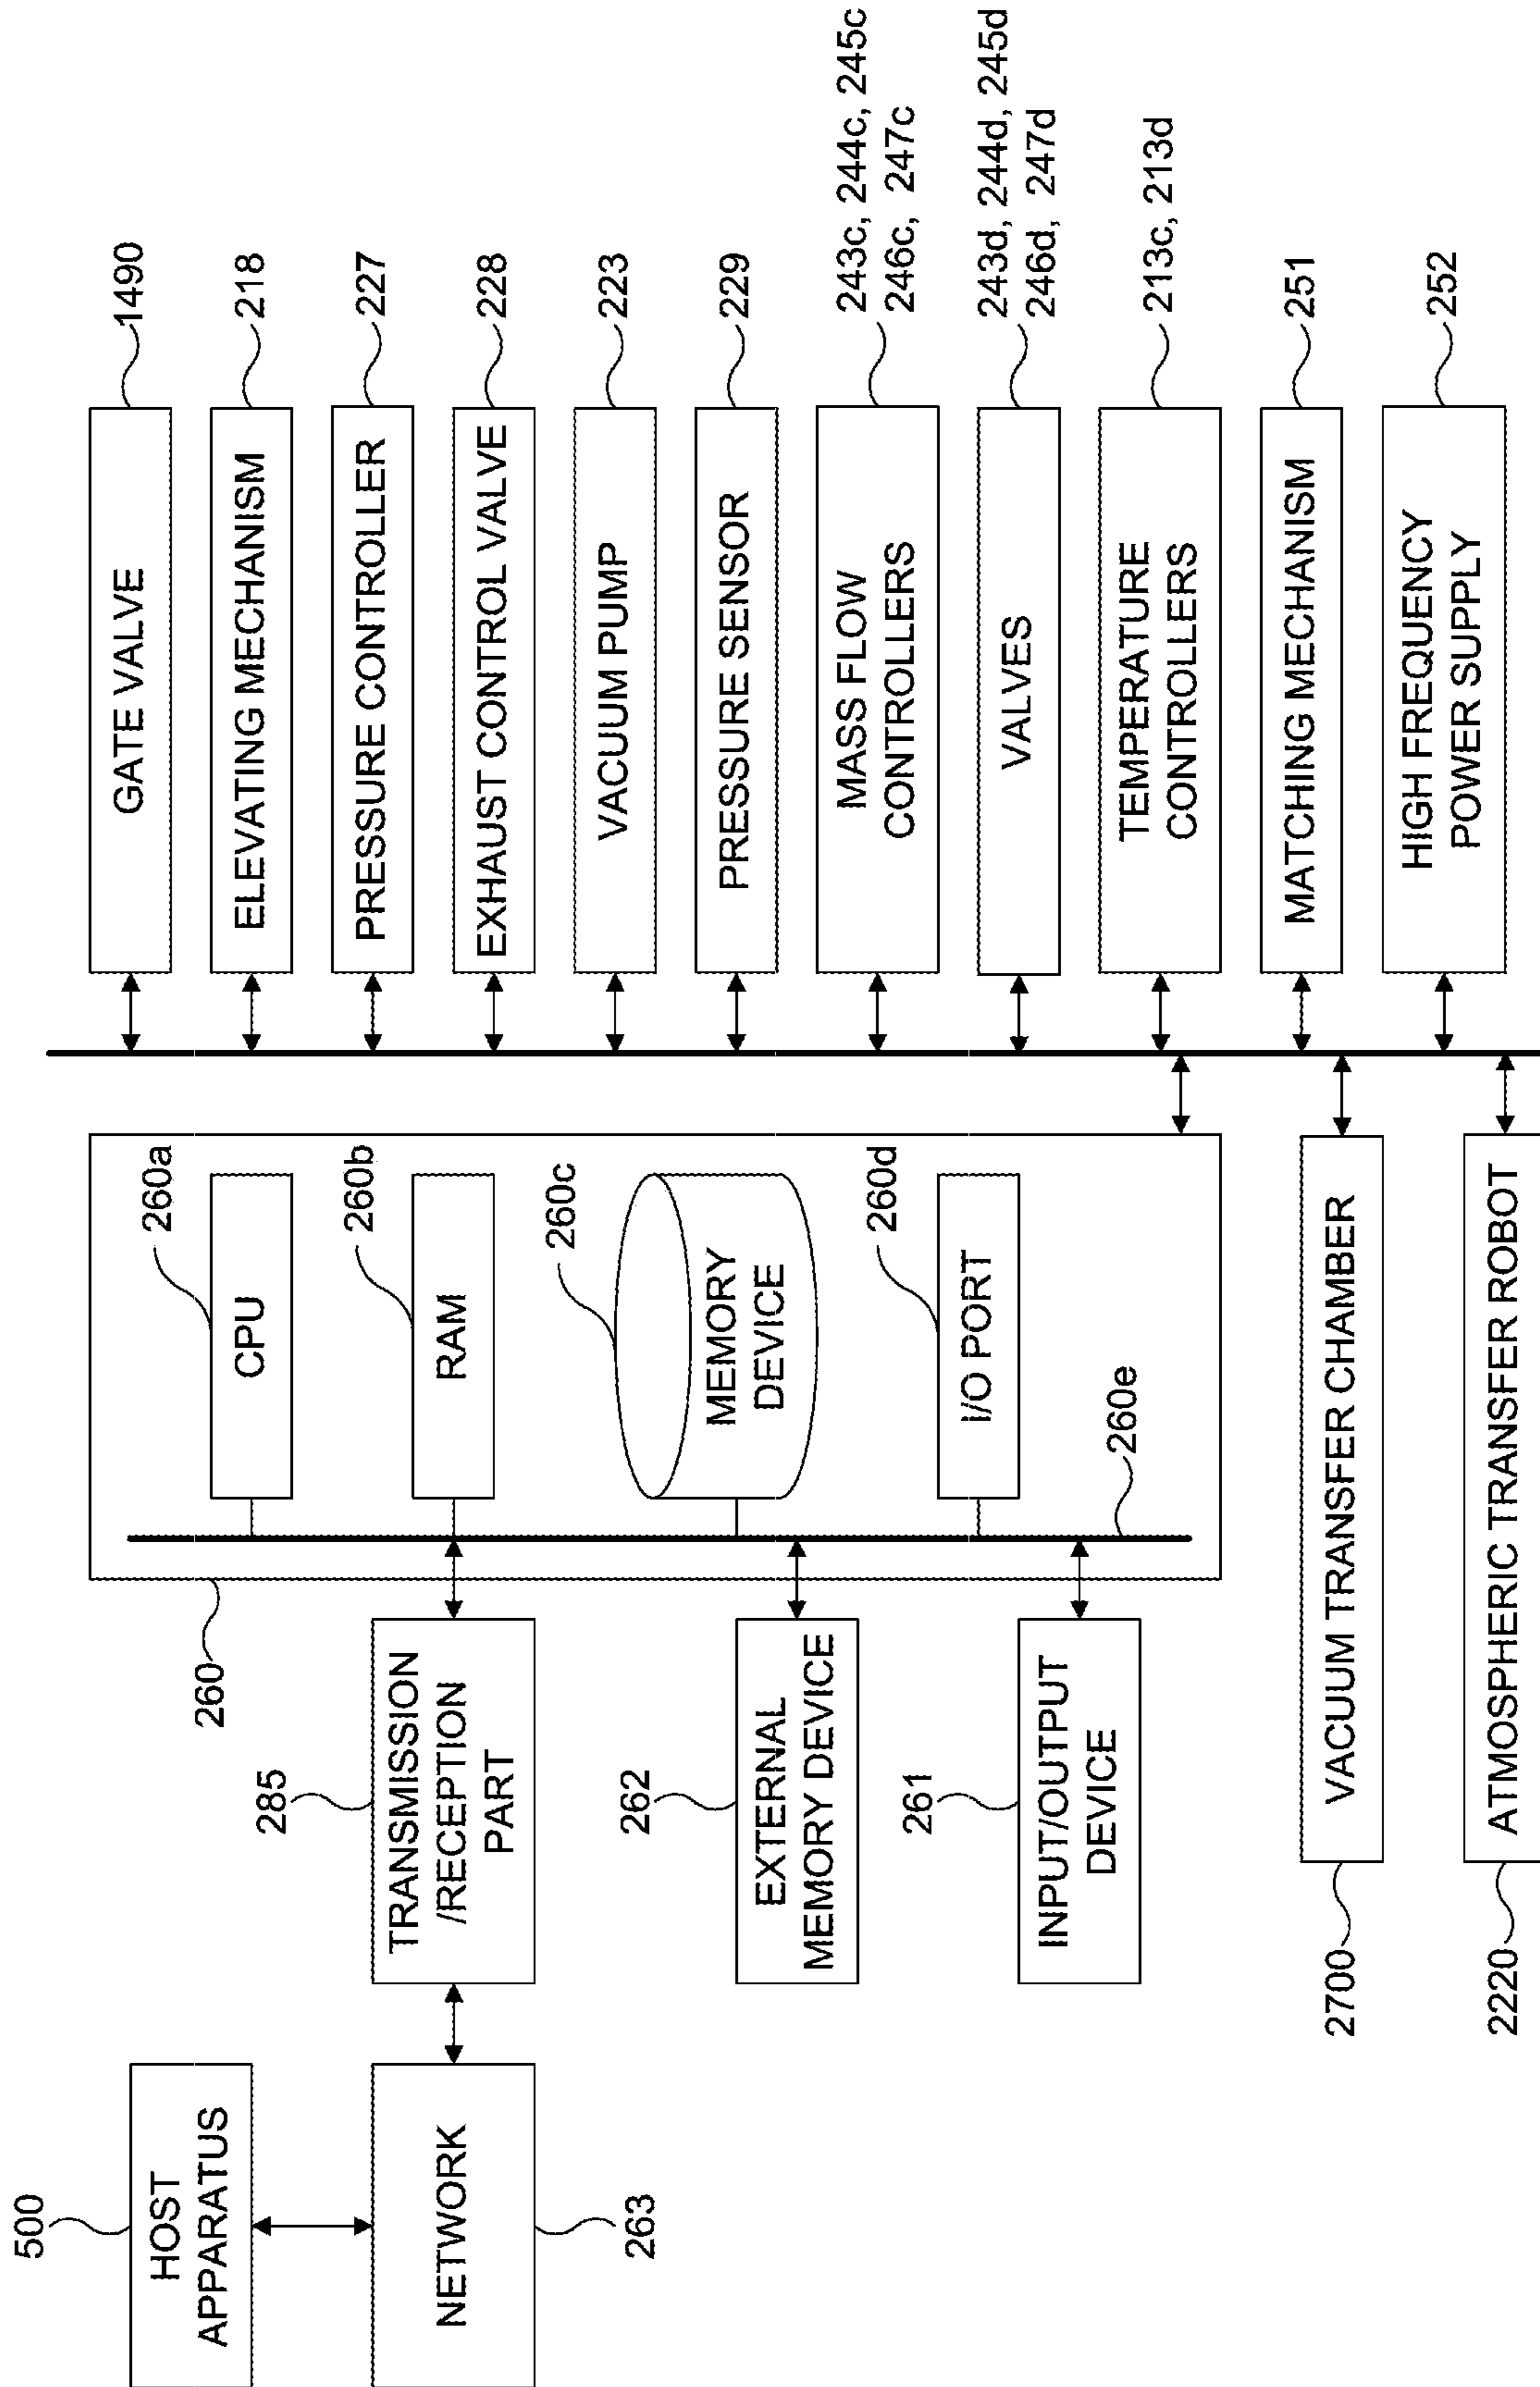 500
HOST
APPARATUS
NETWORK
263
285
TRANSMISSION
/RECEPTION
PART
262
EXTERNAL
MEMORY DEVICE
261
INPUT/OUTPUT
DEVICE
260
CPU
260a
RAM
260b
MEMORY
DEVICE
260c
I/O PORT
260d
260e
2700
VACUUM TRANSFER CHAMBER
2220
ATMOSPHERIC TRANSFER ROBOT
GATE VALVE
1490
ELEVATING MECHANISM
218
PRESSURE CONTROLLER
227
EXHAUST CONTROL VALVE
228
VACUUM PUMP
223
PRESSURE SENSOR
229
MASS FLOW
CONTROLLERS
243c, 244c, 245c
246c, 247c
VALVES
243d, 244d, 245d
246d, 247d
TEMPERATURE
CONTROLLERS
213c, 213d
MATCHING MECHANISM
251
HIGH FREQUENCY
POWER SUPPLY
252